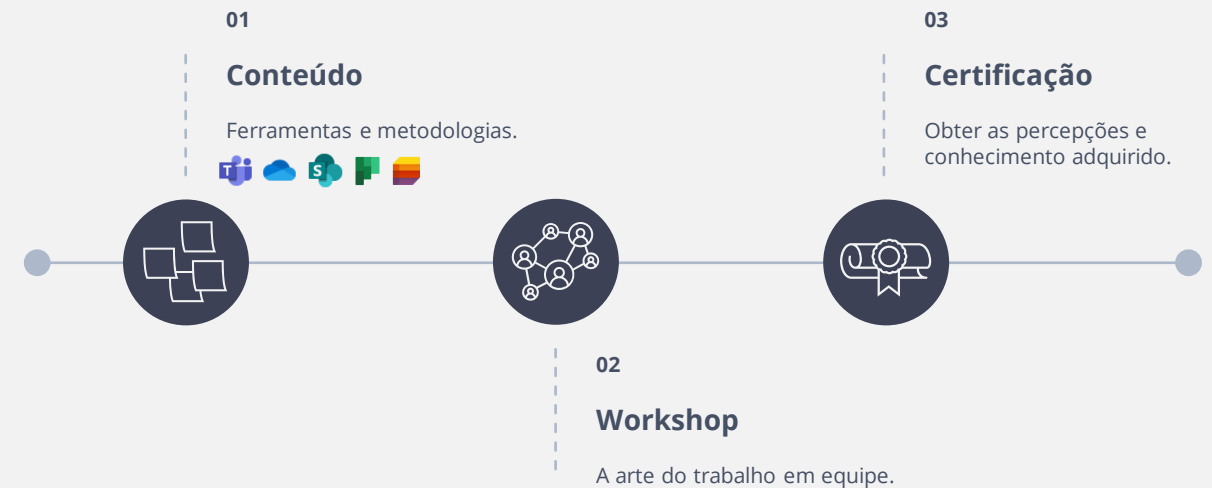 01
Conteúdo
Ferramentas e metodologias.
02
Workshop
A arte do trabalho em equipe.
03
Certificação
Obter as percepções e
conhecimento adquirido.